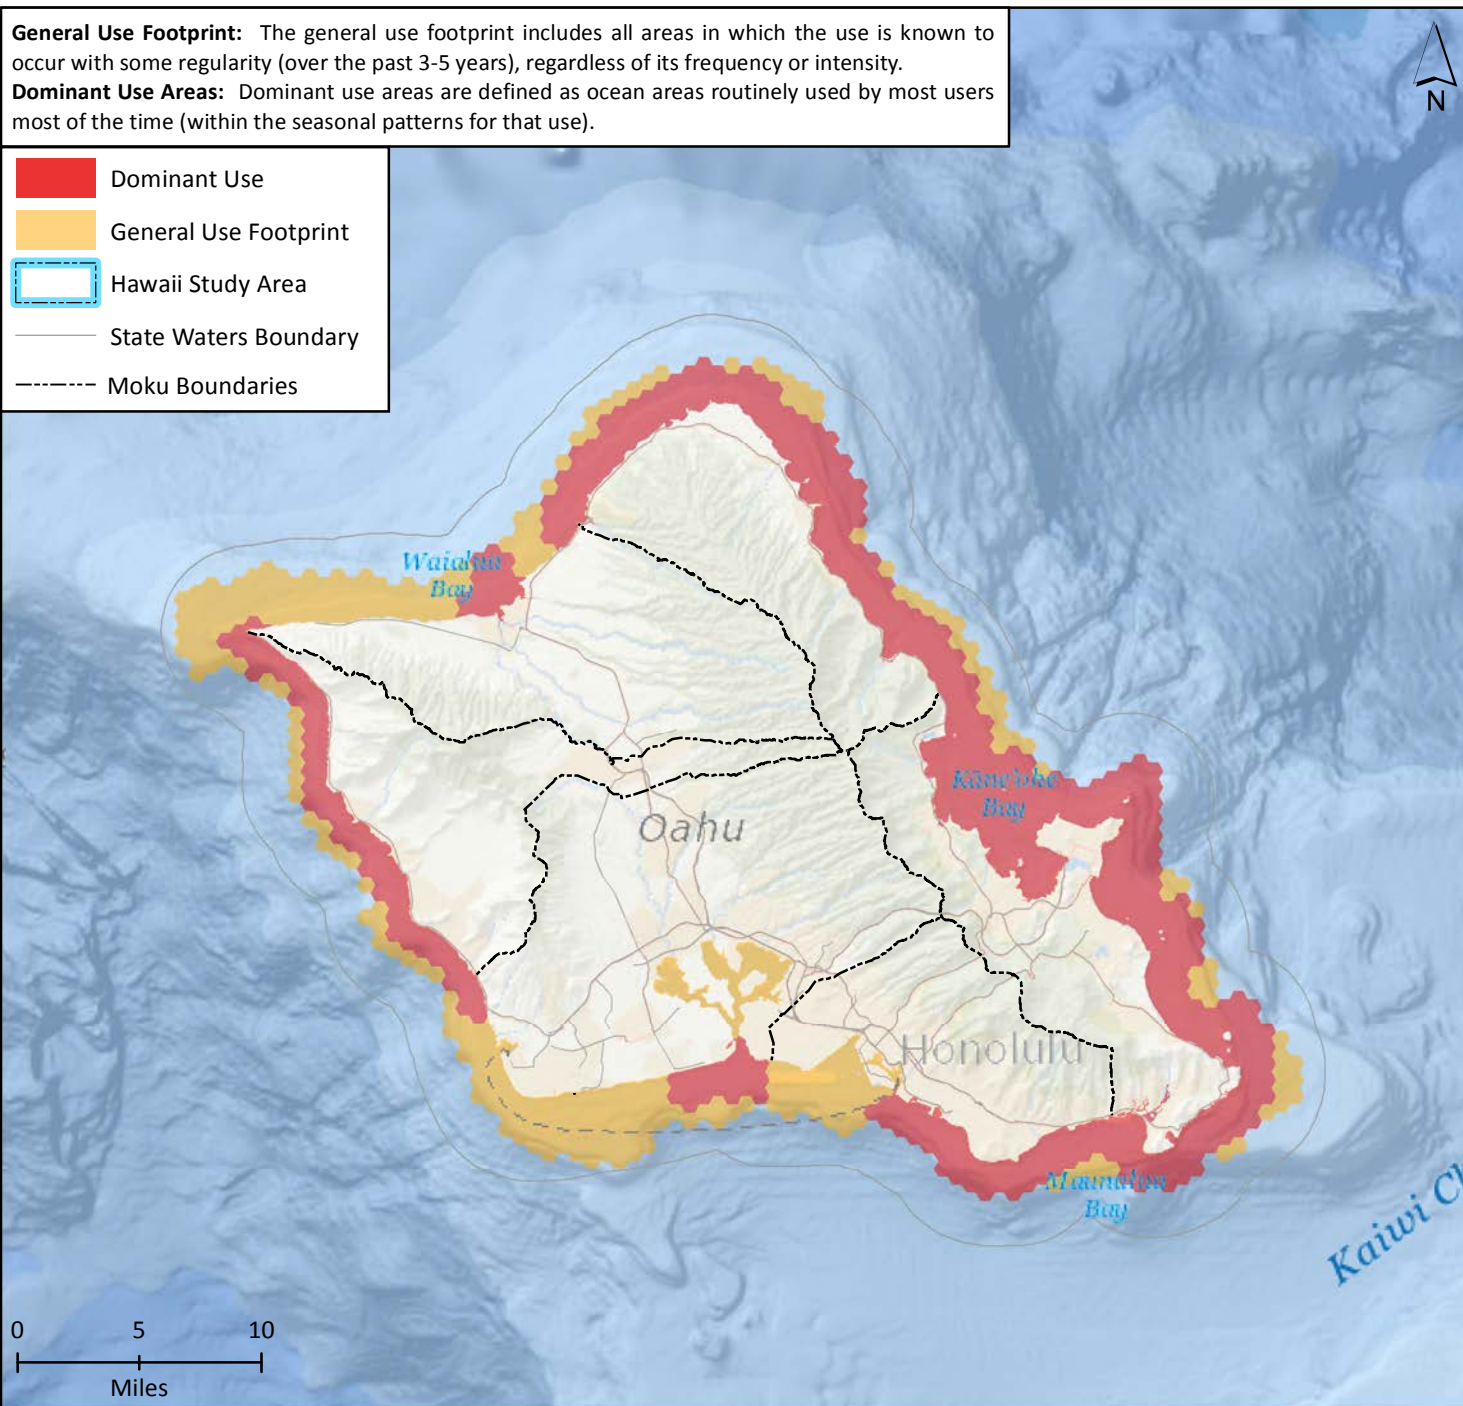 General Use Footprint: The general use footprint includes all areas in which the use is known to
occur with some regularity (over the past 3-5 years), regardless of its frequency or intensity.
Dominant Use Areas: Dominant use areas are defined as ocean areas routinely used by most users
most of the time (within the seasonal patterns for that use).
N
Dominant Use
General Use Footprint
Hawaii Study Area
State Waters Boundary
Moku Boundaries
Waialua
Bay
Kāne'ohe
Bay
Oahu
Honolulu
Maunalua
Bay
Kaiwi C
0 5 10
Miles